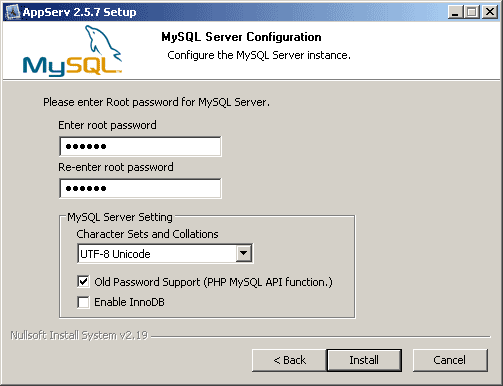 AppServ 2.5.7 Setup
MySQL
MySQL Server Configuration
Configure the MySQL Server instance.
Please enter Root password for MySQL Server.
Enter root password
●●●●●●
Re-enter root password
●●●●●●
MySQL Server Setting
Character Sets and Collations
UTF-8 Unicode
Old Password Support (PHP MySQL API function.)
Enable InnoDB
Nullsoft Install System v2.19
< Back Install Cancel